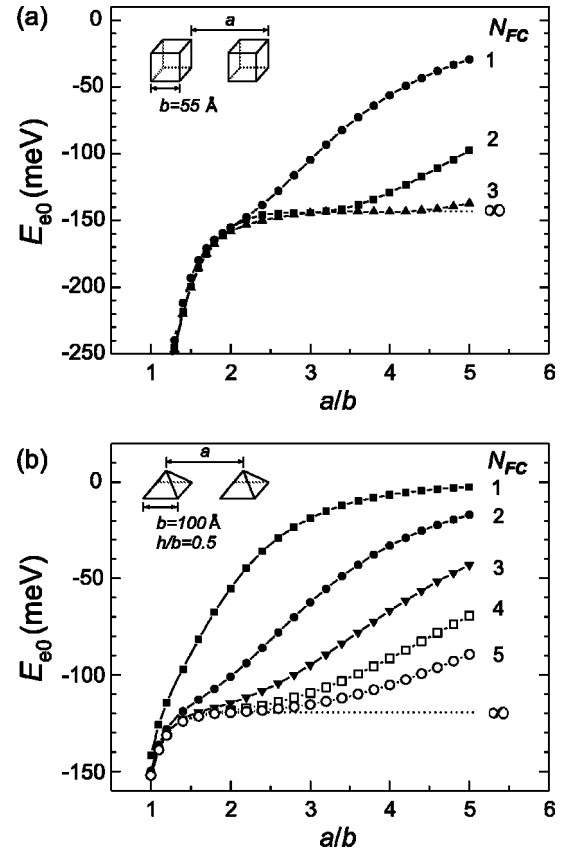 (a)
N_FC
a
b=55 Å
1
2
3
∞
E_e0 (meV)
0
-50
-100
-150
-200
-250
1 2 3 4 5 6
a/b
(b)
N_FC
a
b=100 Å
h/b=0.5
1
2
3
4
5
∞
E_e0 (meV)
0
-50
-100
-150
1 2 3 4 5 6
a/b